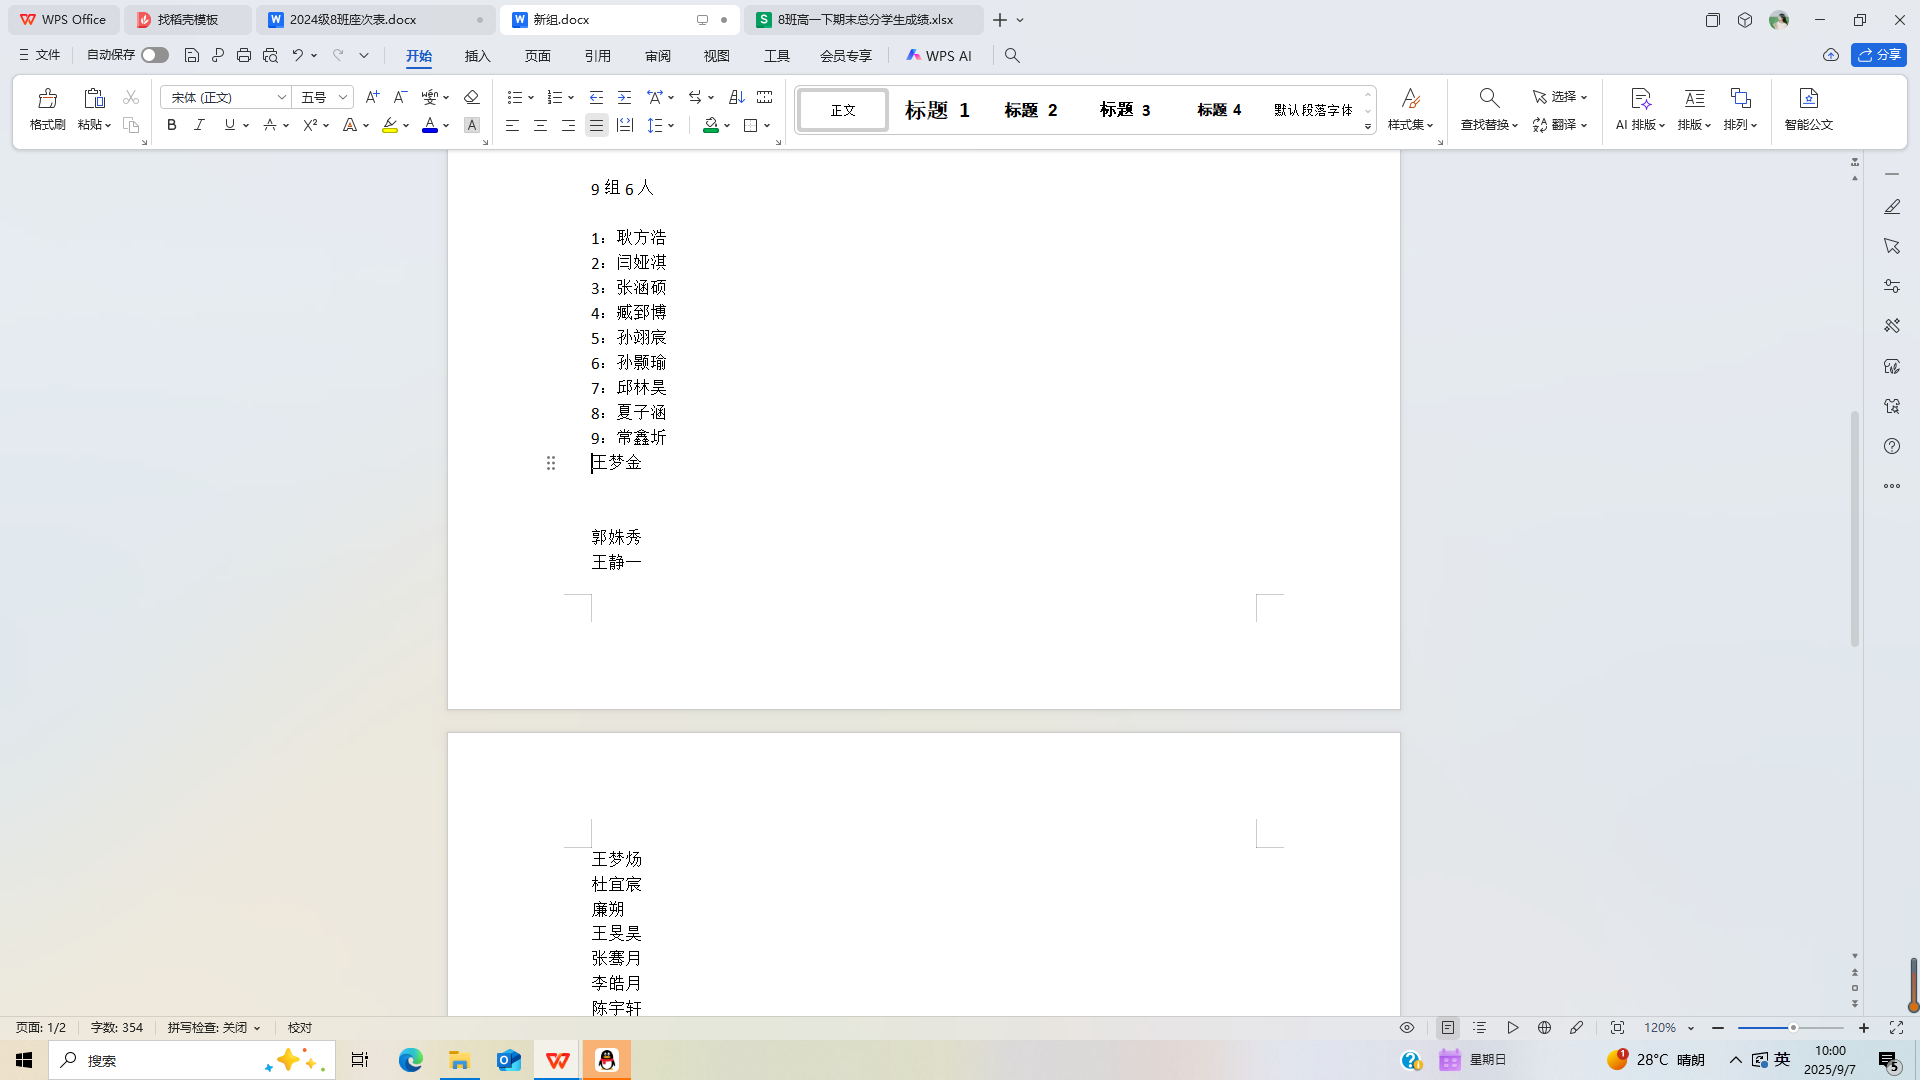 WPS Office
找稻壳模板
2024级8班座次表.docx
新组.docx
8班高一下期末总分学生成绩.xlsx
文件
自动保存
开始
插入
页面
引用
审阅
视图
工具
会员专享
WPS AI
分享
格式刷
粘贴
宋体 (正文)
五号
正文
标题 1
标题 2
标题 3
标题 4
默认段落字体
样式集
查找替换
选择
翻译
AI 排版
排版
排列
智能公文
9 组 6 人
1：耿方浩
2：闫娅淇
3：张涵硕
4：臧郅博
5：孙翊宸
6：孙颢瑜
7：邱林昊
8：夏子涵
9：常鑫圻
王梦金
郭姝秀
王静一
王梦炀
杜宜宸
廉朔
王旻昊
张骞月
李皓月
陈宇轩
页面: 1/2
字数: 354
拼写检查: 关闭
校对
120%
搜索
星期日
28°C 晴朗
英
10:00
2025/9/7
5